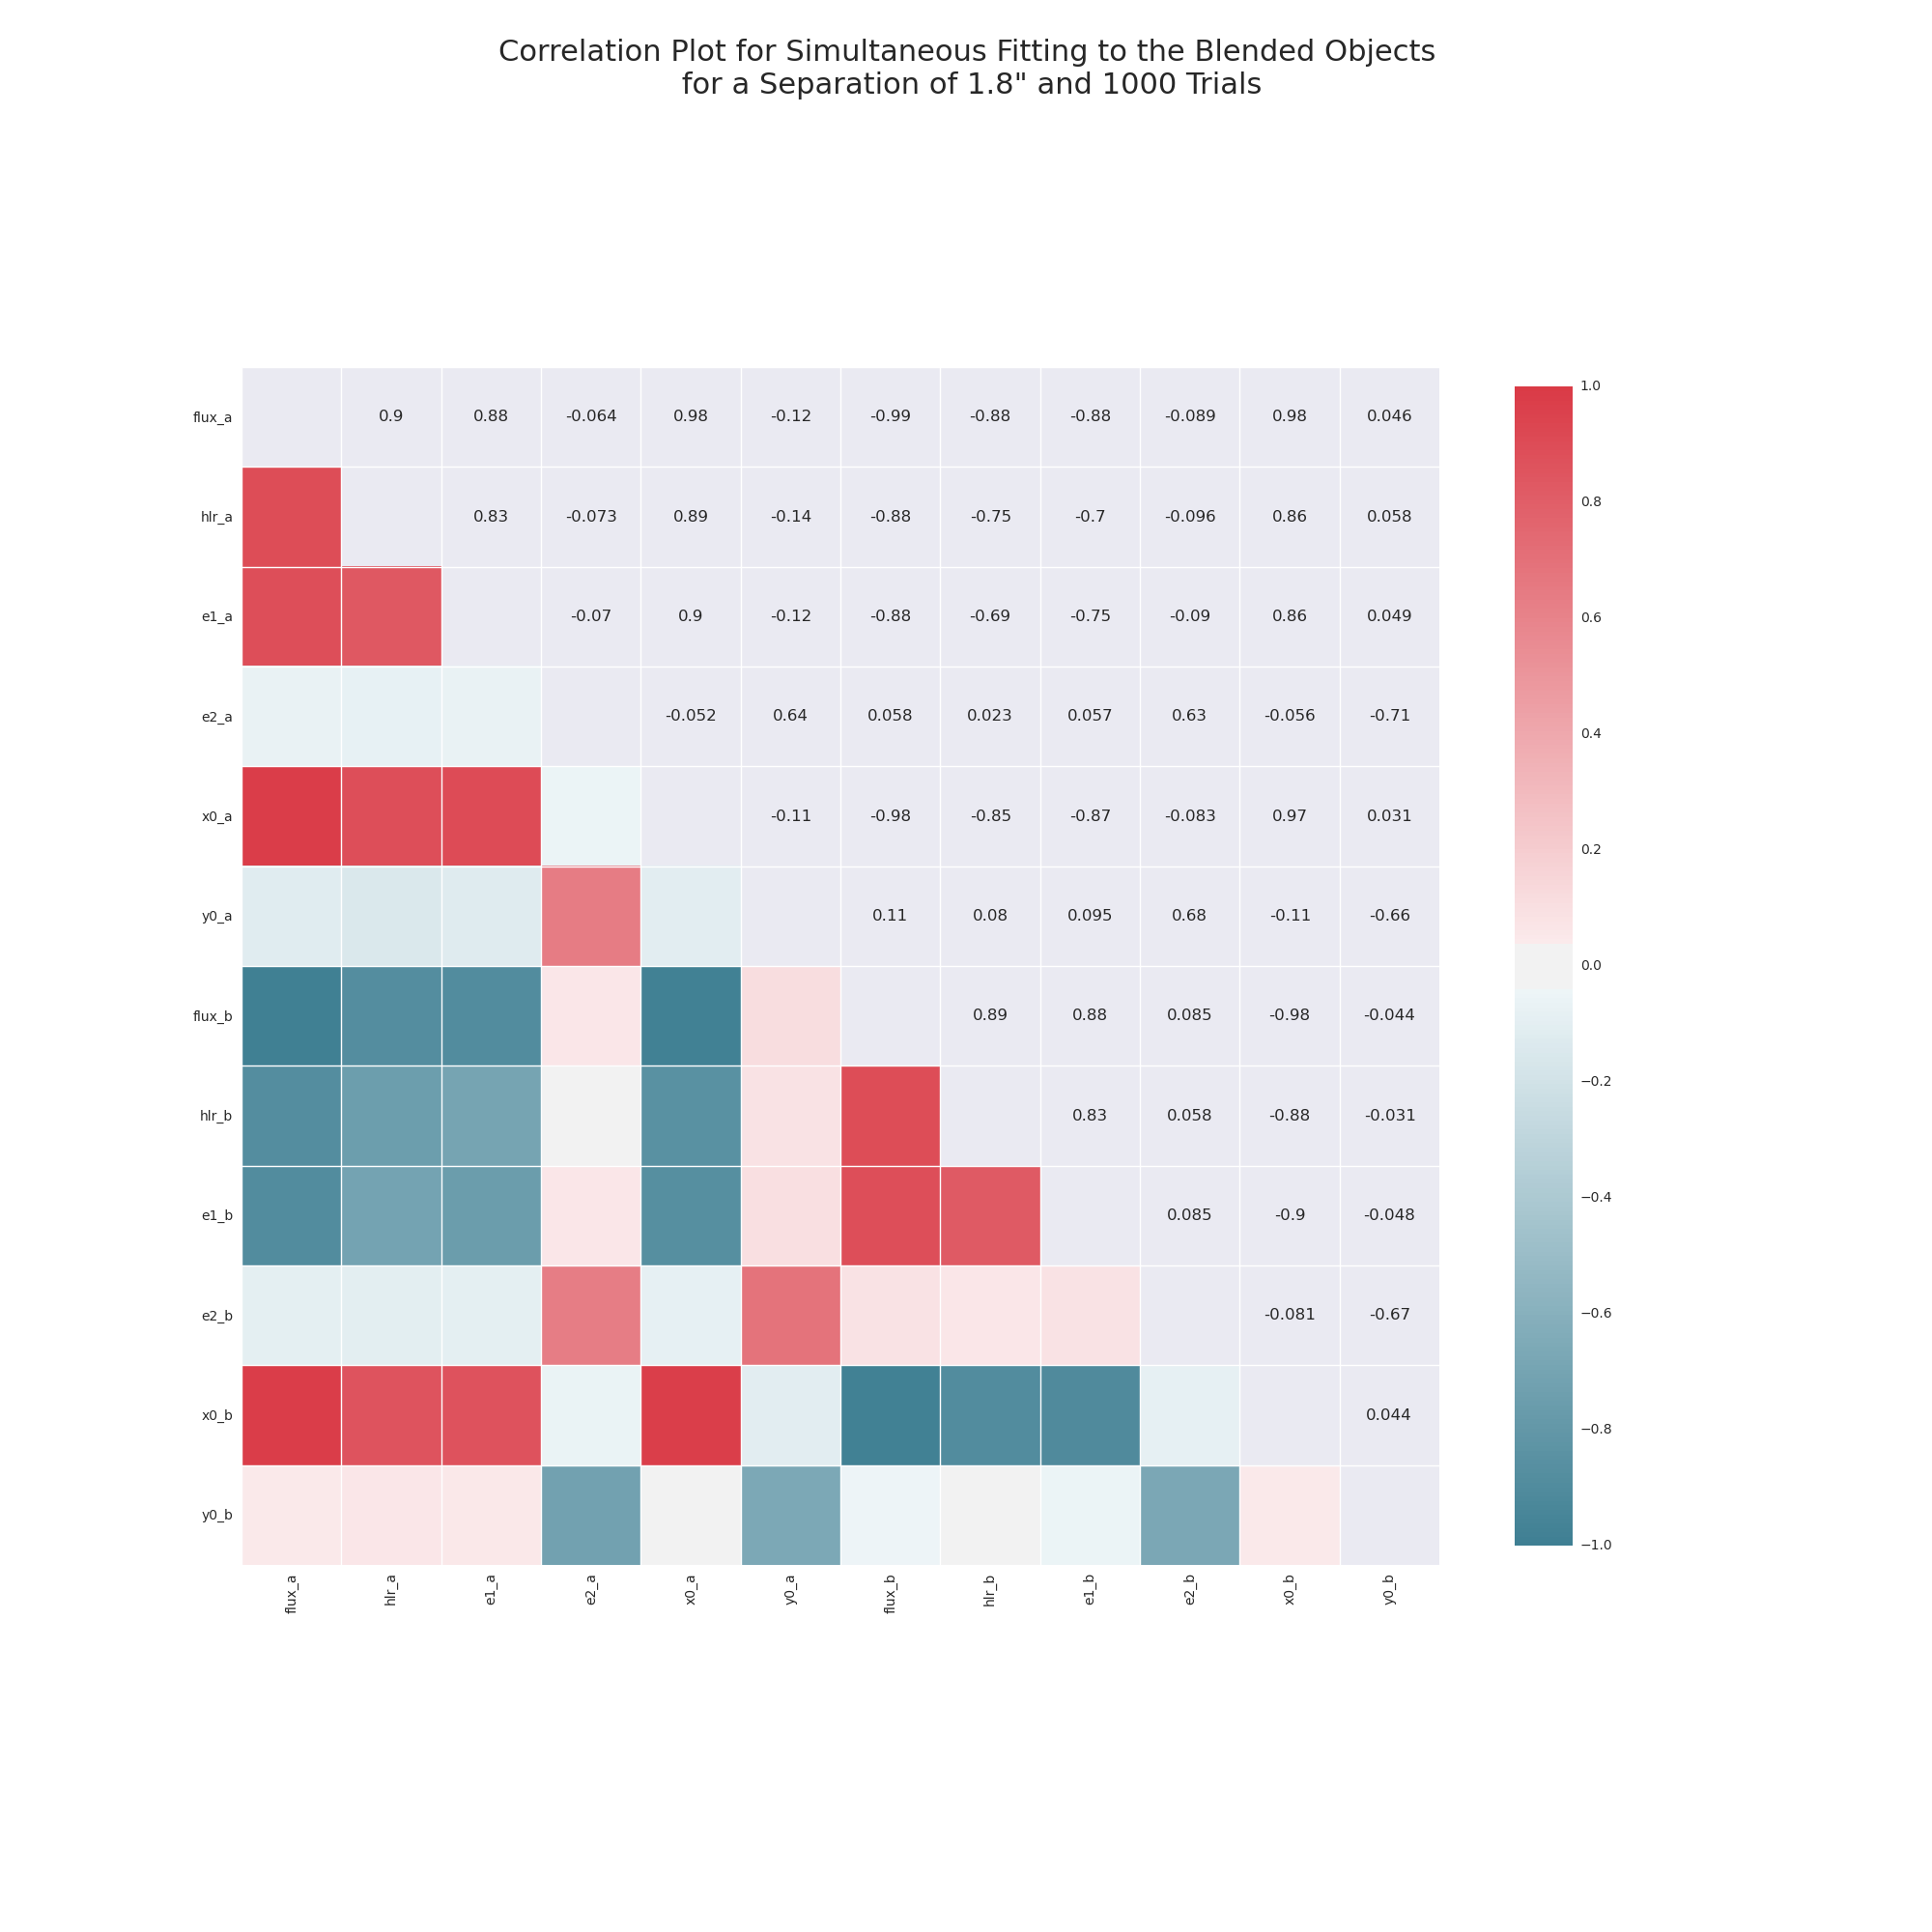 Correlation Plot for Simultaneous Fitting to the Blended Objects
for a Separation of 1.8" and 1000 Trials
flux_a 0.9 0.88 -0.064 0.98 -0.12 -0.99 -0.88 -0.88 -0.089 0.98 0.046
hlr_a 0.83 -0.073 0.89 -0.14 -0.88 -0.75 -0.7 -0.096 0.86 0.058
e1_a -0.07 0.9 -0.12 -0.88 -0.69 -0.75 -0.09 0.86 0.049
e2_a -0.052 0.64 0.058 0.023 0.057 0.63 -0.056 -0.71
x0_a -0.11 -0.98 -0.85 -0.87 -0.083 0.97 0.031
y0_a 0.11 0.08 0.095 0.68 -0.11 -0.66
flux_b 0.89 0.88 0.085 -0.98 -0.044
hlr_b 0.83 0.058 -0.88 -0.031
e1_b 0.085 -0.9 -0.048
e2_b -0.081 -0.67
x0_b 0.044
y0_b
flux_a hlr_a e1_a e2_a x0_a y0_a flux_b hlr_b e1_b e2_b x0_b y0_b
1.0
0.8
0.6
0.4
0.2
0.0
−0.2
−0.4
−0.6
−0.8
−1.0